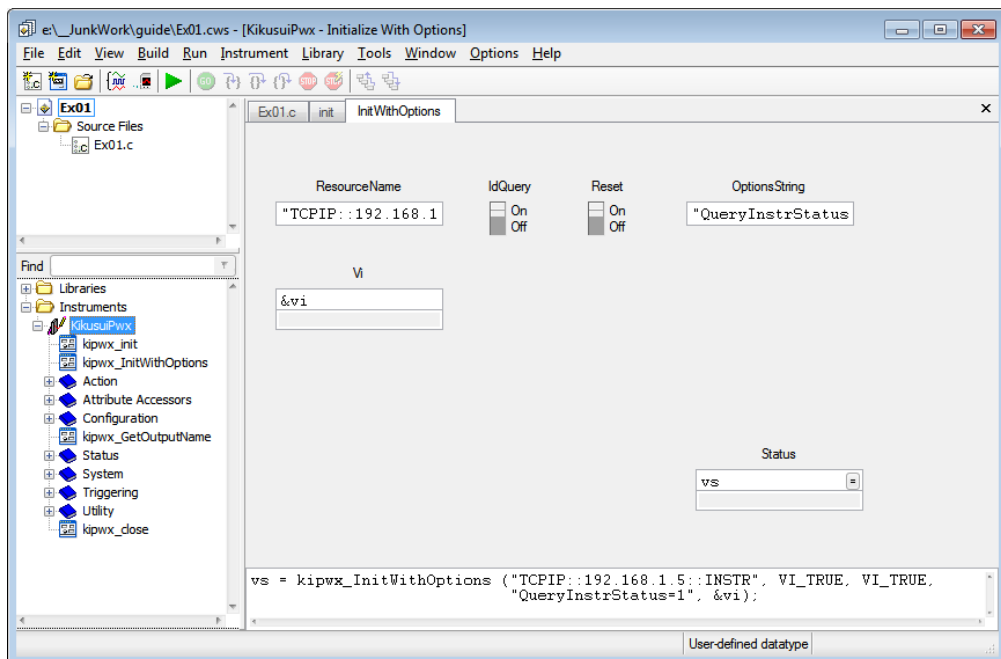 e:\__JunkWork\guide\Ex01.cws - [KikusuiPwx - Initialize With Options]
File Edit View Build Run Instrument Library Tools Window Options Help
Ex01
Source Files
Ex01.c
Ex01.c init InitWithOptions
ResourceName IdQuery Reset OptionsString
"TCPIP::192.168.1 On Off On Off "QueryInstrStatus
Vi
&vi
Status
vs =
Find
Libraries
Instruments
KikusuiPwx
kipwx_init
kipwx_InitWithOptions
Action
Attribute Accessors
Configuration
kipwx_GetOutputName
Status
System
Triggering
Utility
kipwx_close
vs = kipwx_InitWithOptions ("TCPIP::192.168.1.5::INSTR", VI_TRUE, VI_TRUE,
"QueryInstrStatus=1", &vi);
User-defined datatype